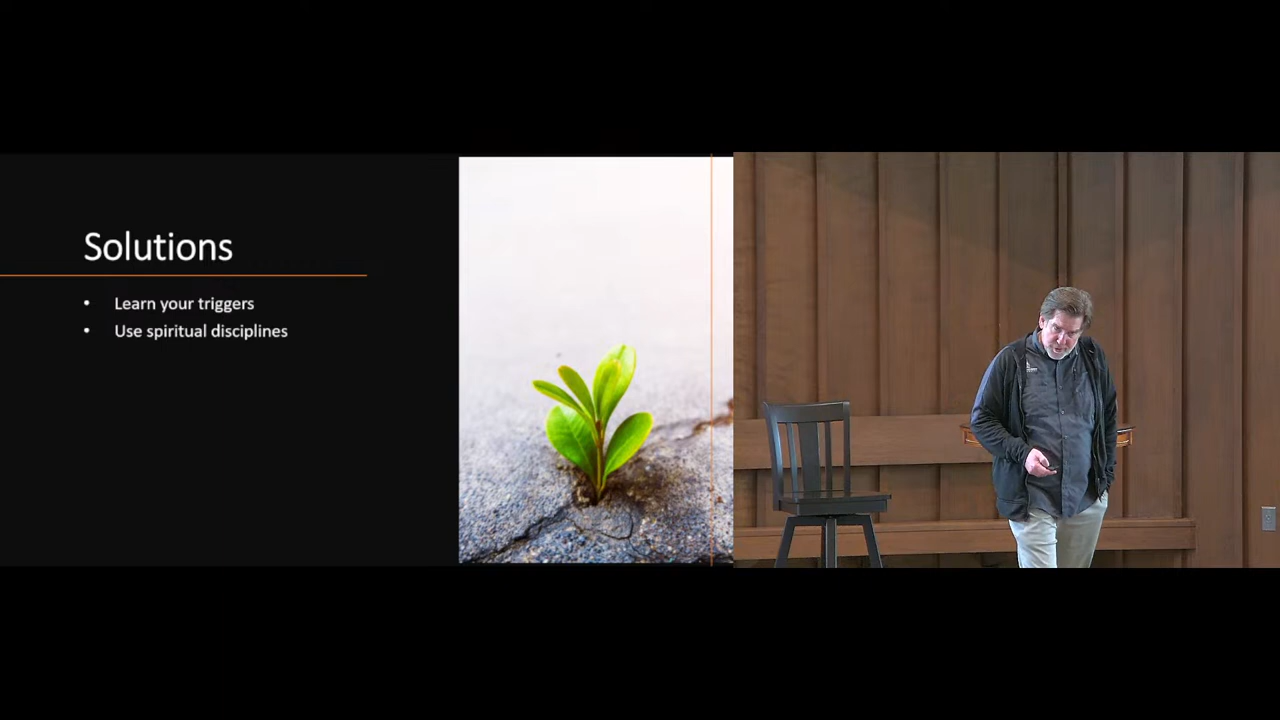 Solutions
• Learn your triggers
• Use spiritual disciplines